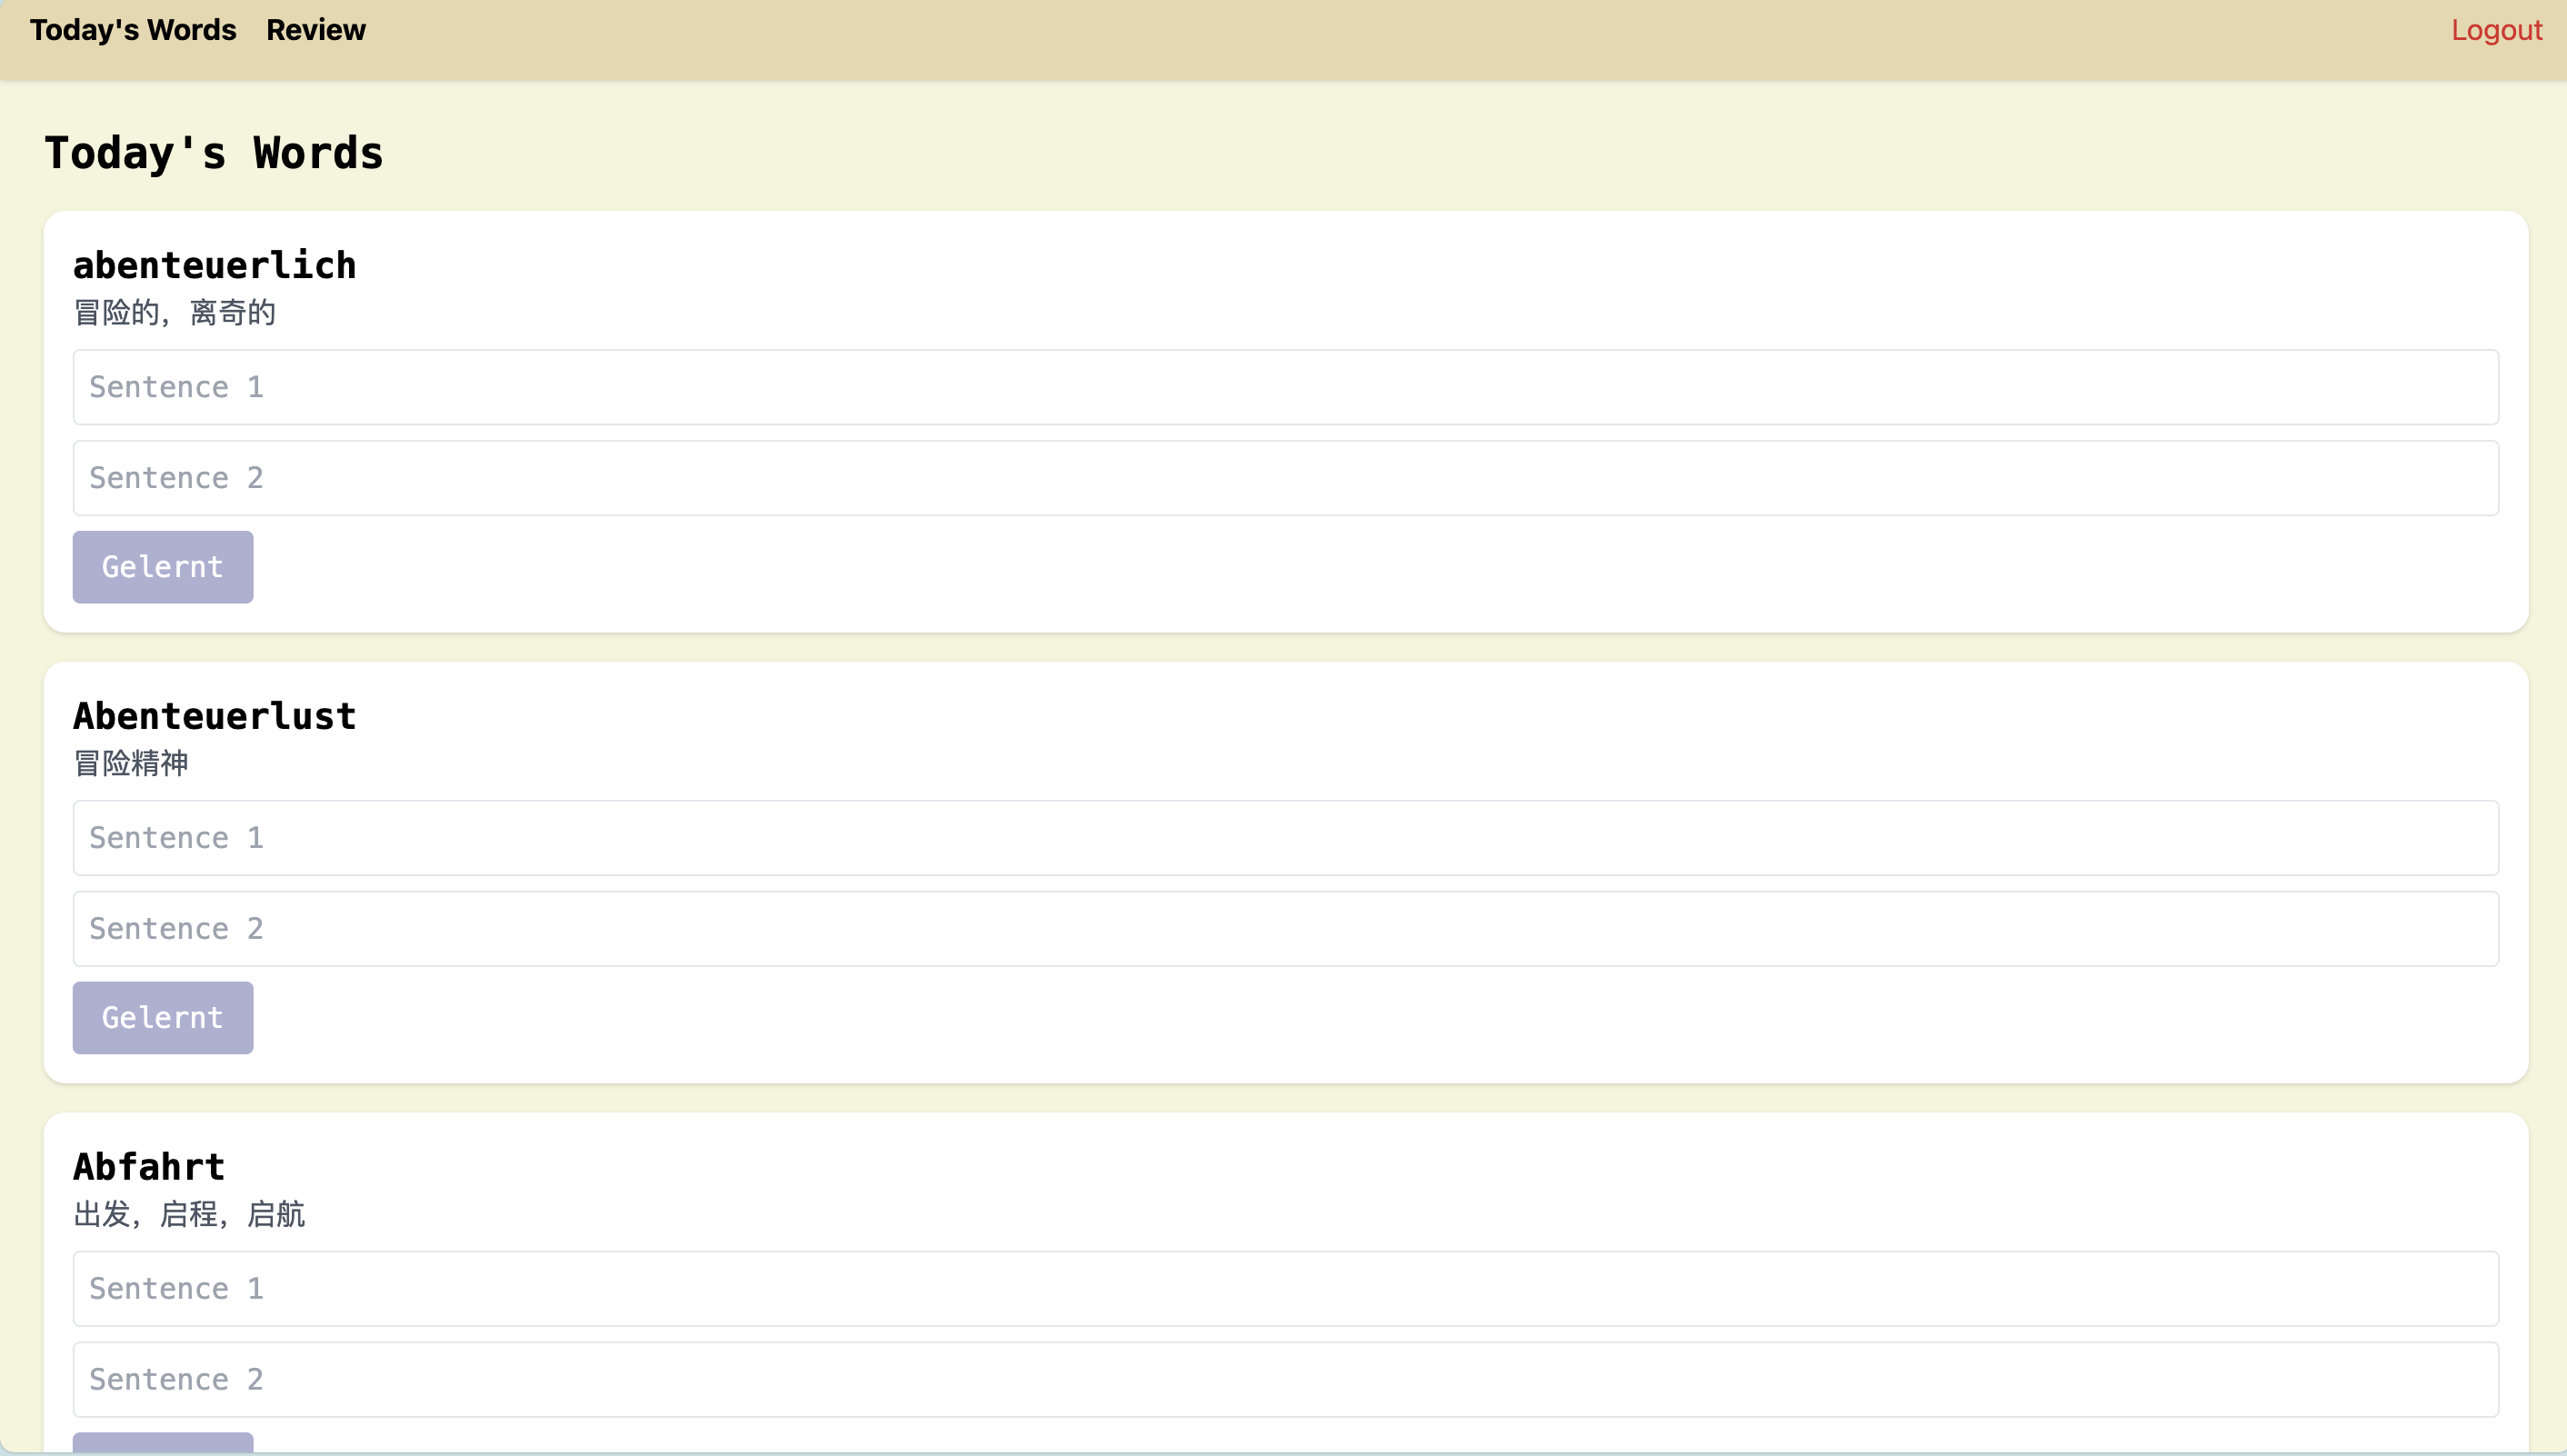 Today's Words Review Logout
Today's Words
abenteuerlich
冒险的，离奇的
Sentence 1
Sentence 2
Gelernt
Abenteuerlust
冒险精神
Sentence 1
Sentence 2
Gelernt
Abfahrt
出发，启程，启航
Sentence 1
Sentence 2